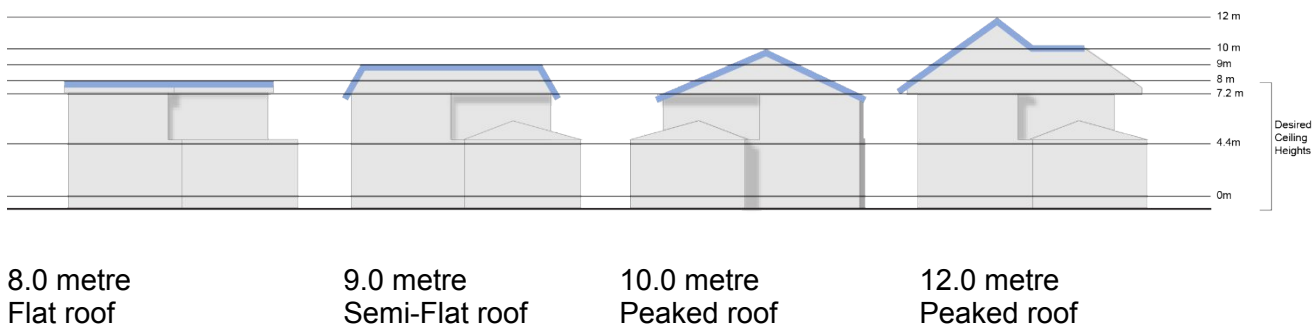 12 m
10 m
9m
8 m
7.2 m
4.4m
0m
Desired
Ceiling
Heights
8.0 metre
Flat roof
9.0 metre
Semi-Flat roof
10.0 metre
Peaked roof
12.0 metre
Peaked roof